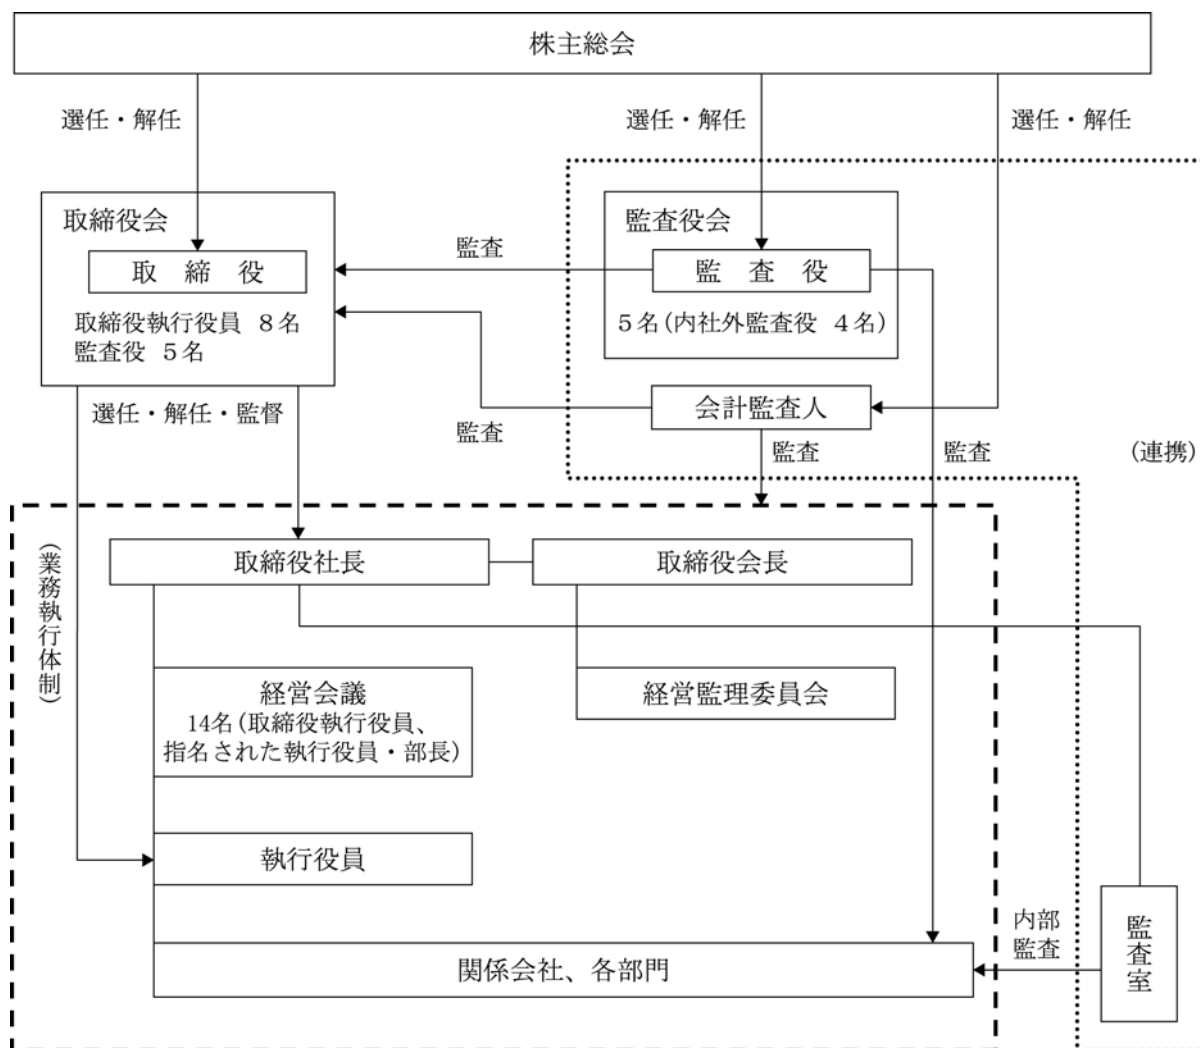 株主総会
選任・解任
選任・解任
選任・解任
取締役会
取締役
取締役執行役員 8名
監査役 5名
監査
監査役会
監査役
5名(内社外監査役 4名)
会計監査人
選任・解任・監督
監査
監査
監査
(連携)
(業務執行体制)
取締役社長
取締役会長
経営会議
14名(取締役執行役員、
指名された執行役員・部長)
経営監理委員会
執行役員
関係会社、各部門
内部
監査
監査室